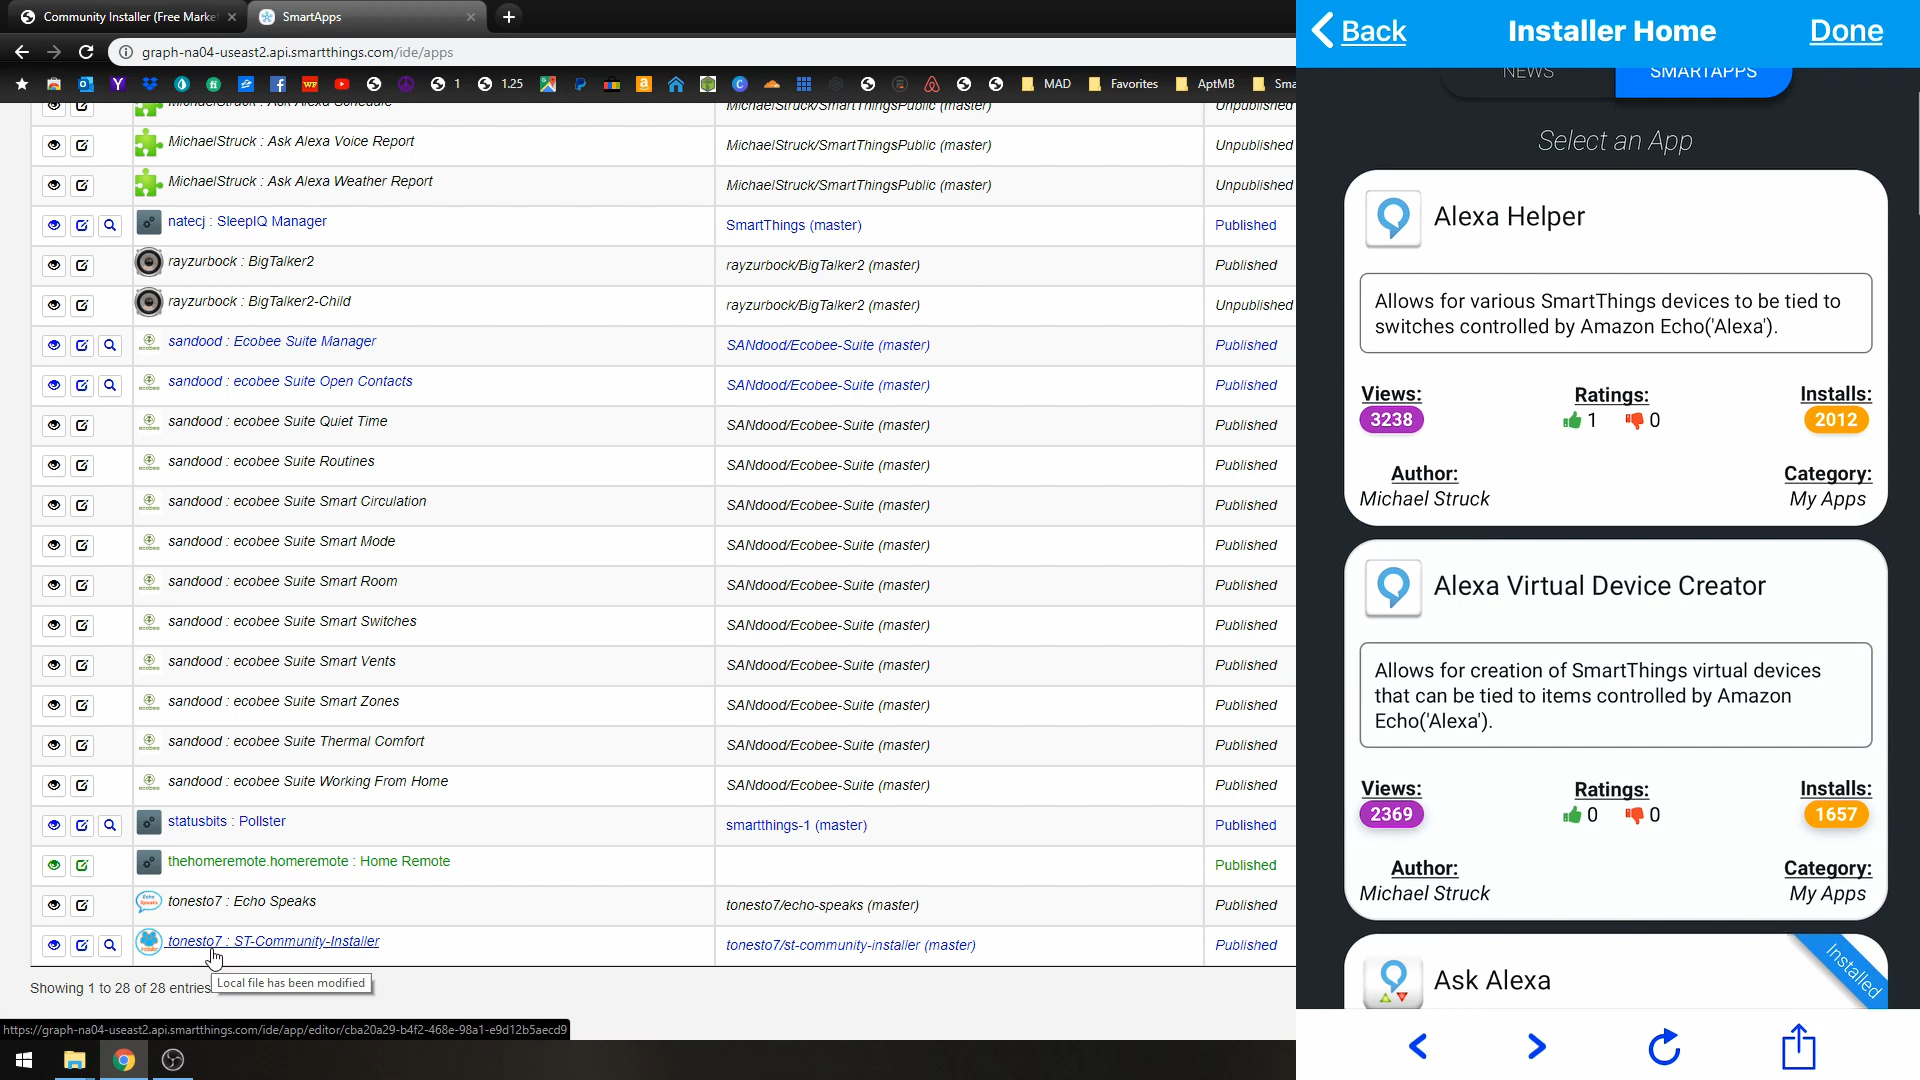 Community Installer (Free Marke
SmartApps
graph-na04-useast2.api.smartthings.com/ide/apps
1
1.25
MAD
Favorites
AptMB
Sma
MichaelStruck : Ask Alexa Schedule
MichaelStruck/SmartThingsPublic (master)
Unpublished
MichaelStruck : Ask Alexa Voice Report
MichaelStruck/SmartThingsPublic (master)
Unpublished
MichaelStruck : Ask Alexa Weather Report
MichaelStruck/SmartThingsPublic (master)
Unpublished
natecj : SleepIQ Manager
SmartThings (master)
Published
rayzurbock : BigTalker2
rayzurbock/BigTalker2 (master)
Published
rayzurbock : BigTalker2-Child
rayzurbock/BigTalker2 (master)
Unpublished
sandood : Ecobee Suite Manager
SANdood/Ecobee-Suite (master)
Published
sandood : ecobee Suite Open Contacts
SANdood/Ecobee-Suite (master)
Published
sandood : ecobee Suite Quiet Time
SANdood/Ecobee-Suite (master)
Published
sandood : ecobee Suite Routines
SANdood/Ecobee-Suite (master)
Published
sandood : ecobee Suite Smart Circulation
SANdood/Ecobee-Suite (master)
Published
sandood : ecobee Suite Smart Mode
SANdood/Ecobee-Suite (master)
Published
sandood : ecobee Suite Smart Room
SANdood/Ecobee-Suite (master)
Published
sandood : ecobee Suite Smart Switches
SANdood/Ecobee-Suite (master)
Published
sandood : ecobee Suite Smart Vents
SANdood/Ecobee-Suite (master)
Published
sandood : ecobee Suite Smart Zones
SANdood/Ecobee-Suite (master)
Published
sandood : ecobee Suite Thermal Comfort
SANdood/Ecobee-Suite (master)
Published
sandood : ecobee Suite Working From Home
SANdood/Ecobee-Suite (master)
Published
statusbits : Pollster
smartthings-1 (master)
Published
thehomeremote.homeremote : Home Remote
Published
tonesto7 : Echo Speaks
tonesto7/echo-speaks (master)
Published
tonesto7 : ST-Community-Installer
tonesto7/st-community-installer (master)
Published
Local file has been modified
Showing 1 to 28 of 28 entries
https://graph-na04-useast2.api.smartthings.com/ide/app/editor/cba20a29-b4f2-468e-98a1-e9d12b5aecd9
Back
Installer Home
Done
NEWS
SMARTAPPS
Select an App
Alexa Helper
Allows for various SmartThings devices to be tied to
switches controlled by Amazon Echo('Alexa').
Views:
Ratings:
Installs:
3238
1
0
2012
Author:
Category:
Michael Struck
My Apps
Alexa Virtual Device Creator
Allows for creation of SmartThings virtual devices
that can be tied to items controlled by Amazon
Echo('Alexa').
Views:
Ratings:
Installs:
2369
0
0
1657
Author:
Category:
Michael Struck
My Apps
Ask Alexa
Installed